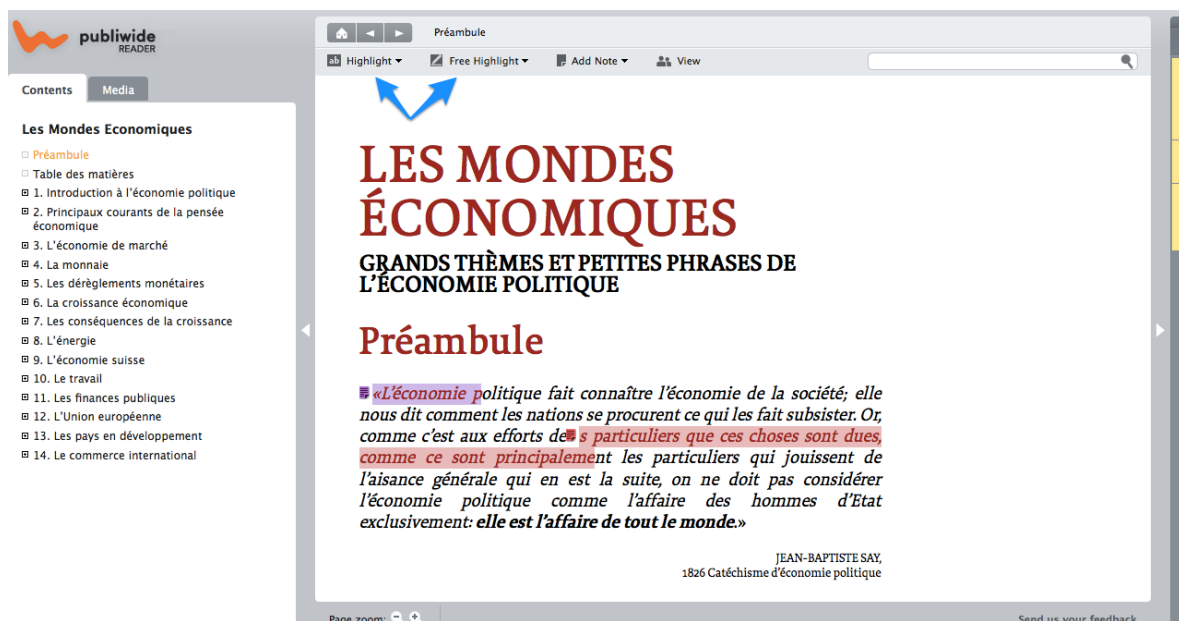 publiwide
READER
Contents
Media
Les Mondes Economiques
Préambule
Table des matières
1. Introduction à l'économie politique
2. Principaux courants de la pensée
économique
3. L'économie de marché
4. La monnaie
5. Les dérèglements monétaires
6. La croissance économique
7. Les conséquences de la croissance
8. L'énergie
9. L'économie suisse
10. Le travail
11. Les finances publiques
12. L'Union européenne
13. Les pays en développement
14. Le commerce international
Préambule
ab Highlight Free Highlight Add Note View
LES MONDES
ÉCONOMIQUES
GRANDS THÈMES ET PETITES PHRASES DE
L'ÉCONOMIE POLITIQUE
Préambule
«L'économie politique fait connaître l'économie de la société; elle
nous dit comment les nations se procurent ce qui les fait subsister. Or,
comme c'est aux efforts des particuliers que ces choses sont dues,
comme ce sont principalement les particuliers qui jouissent de
l'aisance générale qui en est la suite, on ne doit pas considérer
l'économie politique comme l'affaire des hommes d'Etat
exclusivement: elle est l'affaire de tout le monde.»
JEAN-BAPTISTE SAY,
1826 Catéchisme d'économie politique
Page zoom:
Send us your feedback